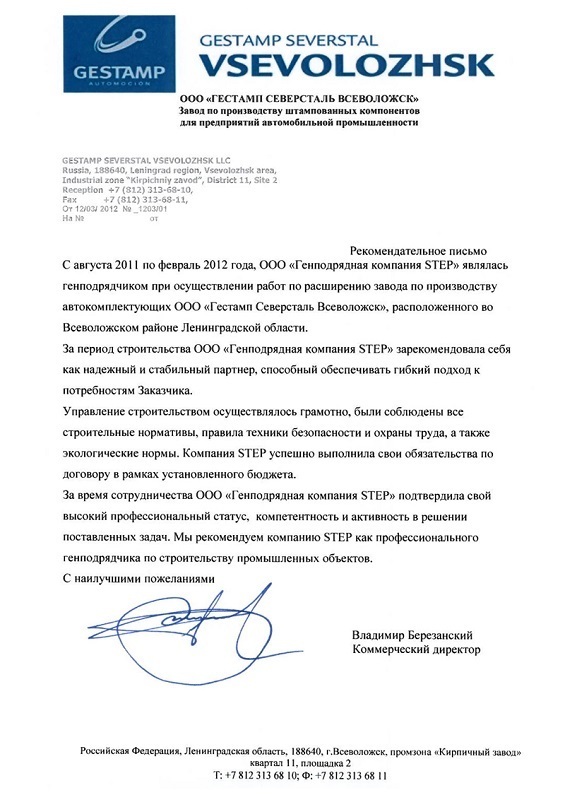 GESTAMP
AUTOMOCIÓN
GESTAMP SEVERSTAL
VSEVOLOZHSK
ООО «ГЕСТАМП СЕВЕРСТАЛЬ ВСЕВОЛОЖСК»
Завод по производству штампованных компонентов
для предприятий автомобильной промышленности
GESTAMP SEVERSTAL VSEVOLOZHSK LLC
Russia, 188640, Leningrad region, Vsevolozhsk area,
Industrial zone "Kirpichniy zavod", District 11, Site 2
Reception +7 (812) 313-68-10,
Fax +7 (812) 313-68-11,
От 12/03/ 2012 № _1203/01
На № от
Рекомендательное письмо
С августа 2011 по февраль 2012 года, ООО «Генподрядная компания STEP» являлась
генподрядчиком при осуществлении работ по расширению завода по производству
автокомплектующих ООО «Гестамп Северсталь Всеволожск», расположенного во
Всеволожском районе Ленинградской области.
За период строительства ООО «Генподрядная компания STEP» зарекомендовала себя
как надежный и стабильный партнер, способный обеспечивать гибкий подход к
потребностям Заказчика.
Управление строительством осуществлялось грамотно, были соблюдены все
строительные нормативы, правила техники безопасности и охраны труда, а также
экологические нормы. Компания STEP успешно выполнила свои обязательства по
договору в рамках установленного бюджета.
За время сотрудничества ООО «Генподрядная компания STEP» подтвердила свой
высокий профессиональный статус, компетентность и активность в решении
поставленных задач. Мы рекомендуем компанию STEP как профессионального
генподрядчика по строительству промышленных объектов.
С наилучшими пожеланиями
Владимир Березанский
Коммерческий директор
Российская Федерация, Ленинградская область, 188640, г.Всеволожск, промзона «Кирпичный завод»
квартал 11, площадка 2
Т: +7 812 313 68 10; Ф: +7 812 313 68 11